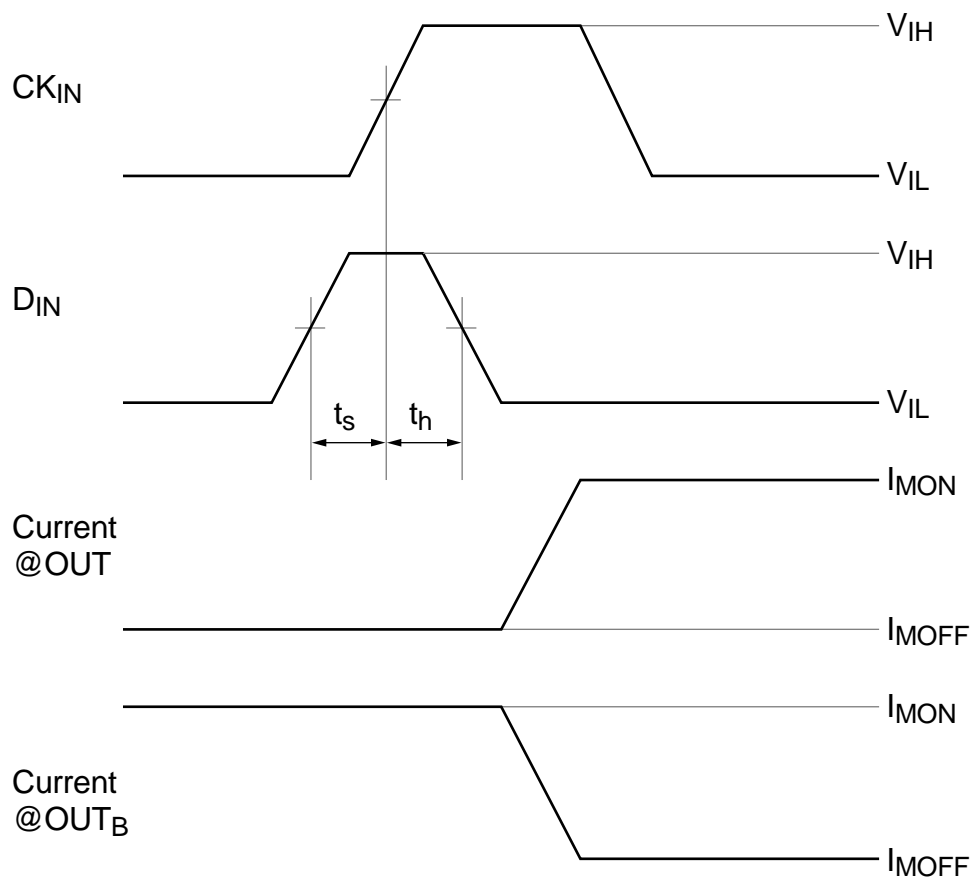 V_IH
CK_IN
V_IL
V_IH
D_IN
V_IL
t_s
t_h
I_MON
Current
@OUT
I_MOFF
I_MON
Current
@OUT_B
I_MOFF